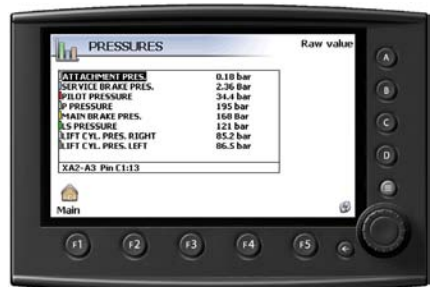 PRESSURES Raw value
ATTACHMENT PRES. 0.18 bar
SERVICE BRAKE PRES. 2.36 Bar
PILOT PRESSURE 34.4 bar
P PRESSURE 195 bar
MAIN BRAKE PRES. 168 Bar
LS PRESSURE 121 bar
LIFT CYL. PRES. RIGHT 85.2 bar
LIFT CYL. PRES. LEFT 86.5 bar
XA2-A3 Pin C1:13
Main
A
B
C
D
F1 F2 F3 F4 F5